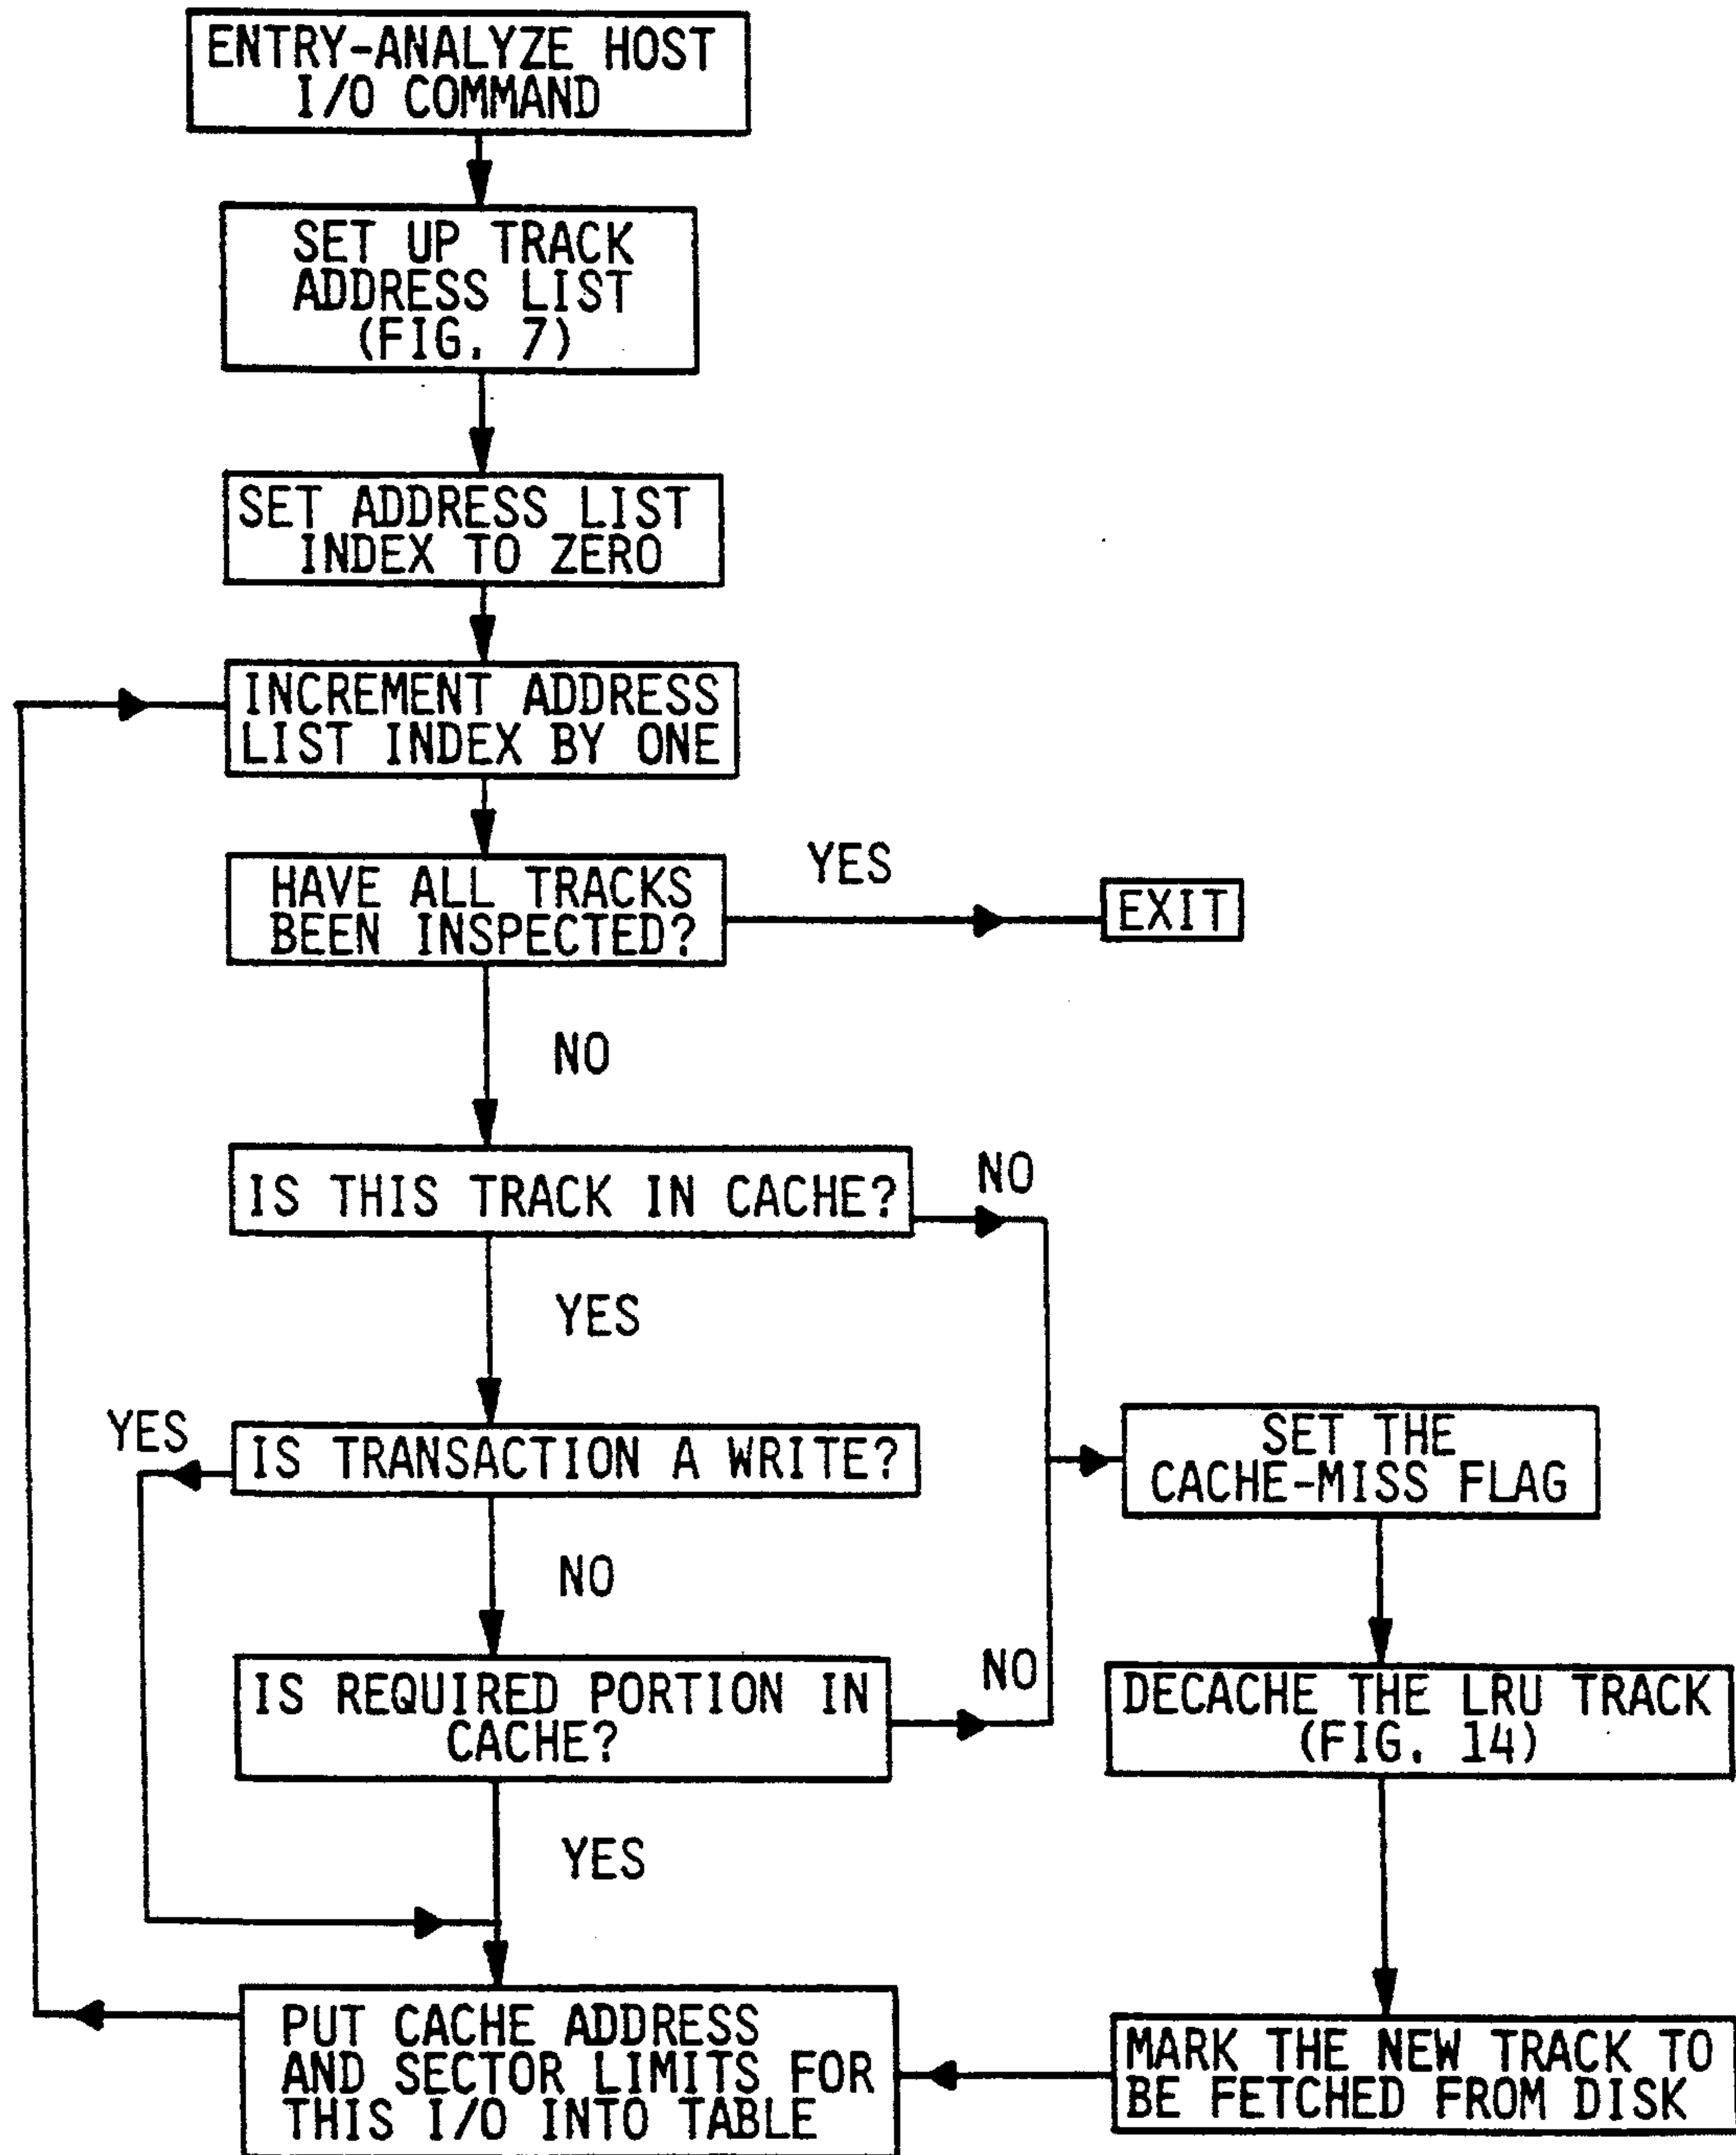 ENTRY-ANALYZE HOST
I/O COMMAND
SET UP TRACK
ADDRESS LIST
(FIG. 7)
SET ADDRESS LIST
INDEX TO ZERO
INCREMENT ADDRESS
LIST INDEX BY ONE
HAVE ALL TRACKS
BEEN INSPECTED?
YES
EXIT
NO
IS THIS TRACK IN CACHE?
NO
YES
IS TRANSACTION A WRITE?
YES
NO
SET THE
CACHE-MISS FLAG
IS REQUIRED PORTION IN
CACHE?
NO
YES
DECACHE THE LRU TRACK
(FIG. 14)
PUT CACHE ADDRESS
AND SECTOR LIMITS FOR
THIS I/O INTO TABLE
MARK THE NEW TRACK TO
BE FETCHED FROM DISK